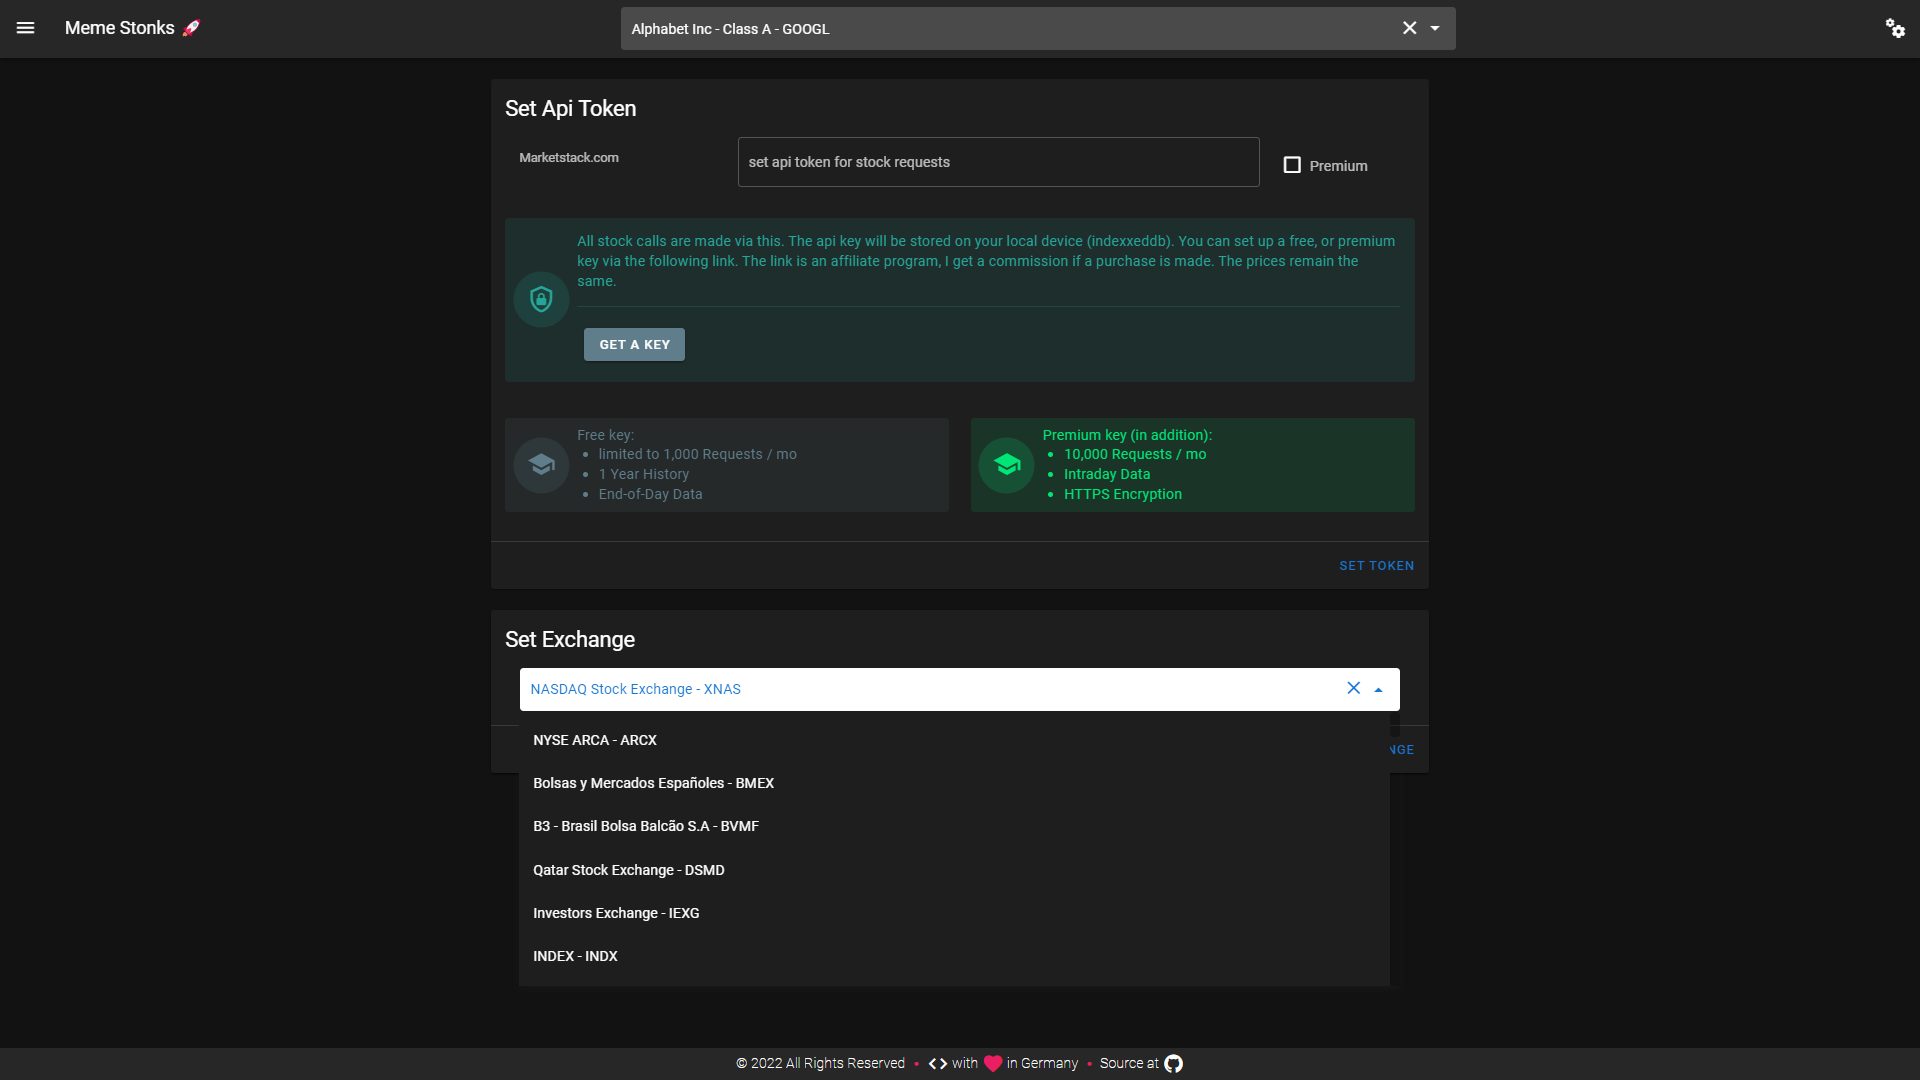 Meme Stonks 🚀
Alphabet Inc - Class A - GOOGL
Set Api Token
Marketstack.com
set api token for stock requests
Premium
All stock calls are made via this. The api key will be stored on your local device (indexxeddb). You can set up a free, or premium
key via the following link. The link is an affiliate program, I get a commission if a purchase is made. The prices remain the
same.
GET A KEY
Free key:
• limited to 1,000 Requests / mo
• 1 Year History
• End-of-Day Data
Premium key (in addition):
• 10,000 Requests / mo
• Intraday Data
• HTTPS Encryption
SET TOKEN
Set Exchange
NASDAQ Stock Exchange - XNAS
NGE
NYSE ARCA - ARCX
Bolsas y Mercados Españoles - BMEX
B3 - Brasil Bolsa Balcão S.A - BVMF
Qatar Stock Exchange - DSMD
Investors Exchange - IEXG
INDEX - INDX
© 2022 All Rights Reserved • <> with ❤ in Germany • Source at